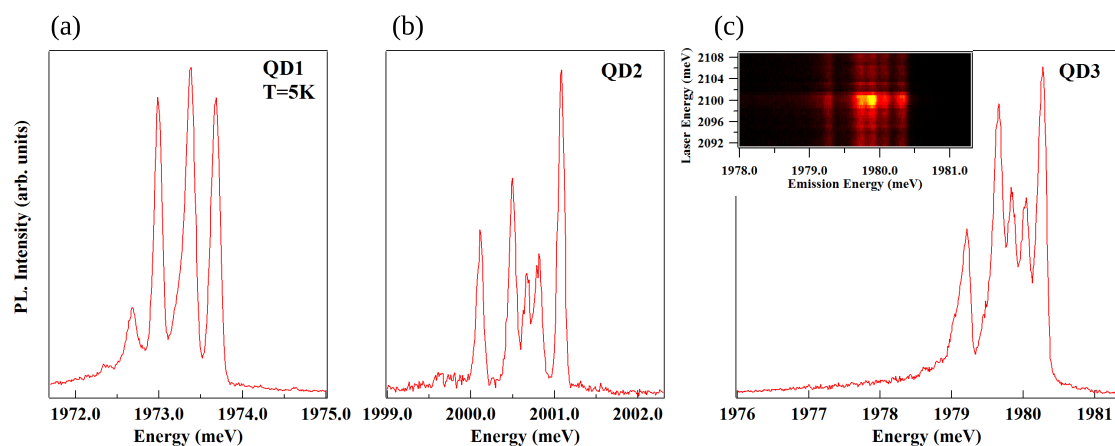 (a)
(b)
(c)
QD1
T=5K
QD2
QD3
PL. Intensity (arb. units)
1972.0 1973.0 1974.0 1975.0
Energy (meV)
1999.0 2000.0 2001.0 2002.0
Energy (meV)
Laser Energy (meV)
2108
2104
2100
2096
2092
1978.0 1979.0 1980.0 1981.0
Emission Energy (meV)
1976 1977 1978 1979 1980 1981
Energy (meV)